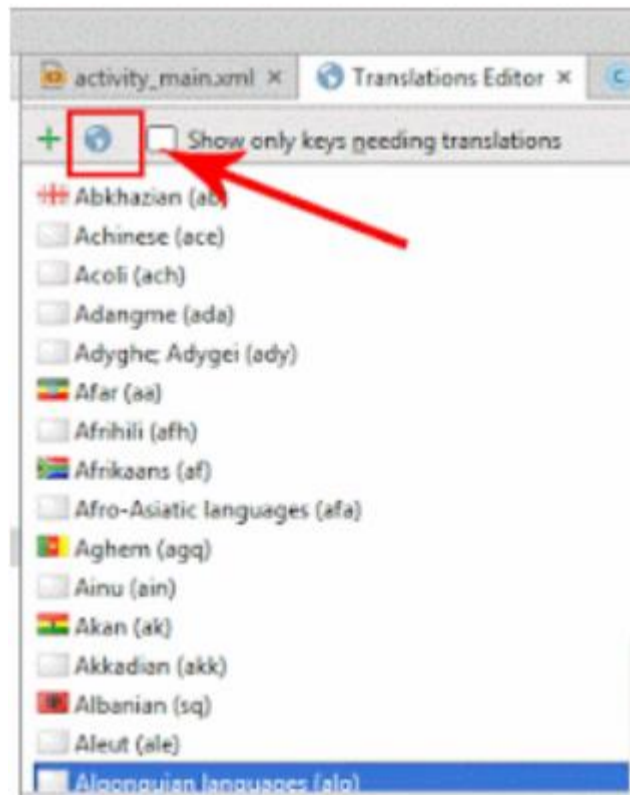 activity_main.xml × Translations Editor × C
+ Show only keys needing translations
Abkhazian (ab)
Achinese (ace)
Acoli (ach)
Adangme (ada)
Adyghe; Adygei (ady)
Afar (aa)
Afrihili (afh)
Afrikaans (af)
Afro-Asiatic languages (afa)
Aghem (agq)
Ainu (ain)
Akan (ak)
Akkadian (akk)
Albanian (sq)
Aleut (ale)
Algonquian languages (alg)